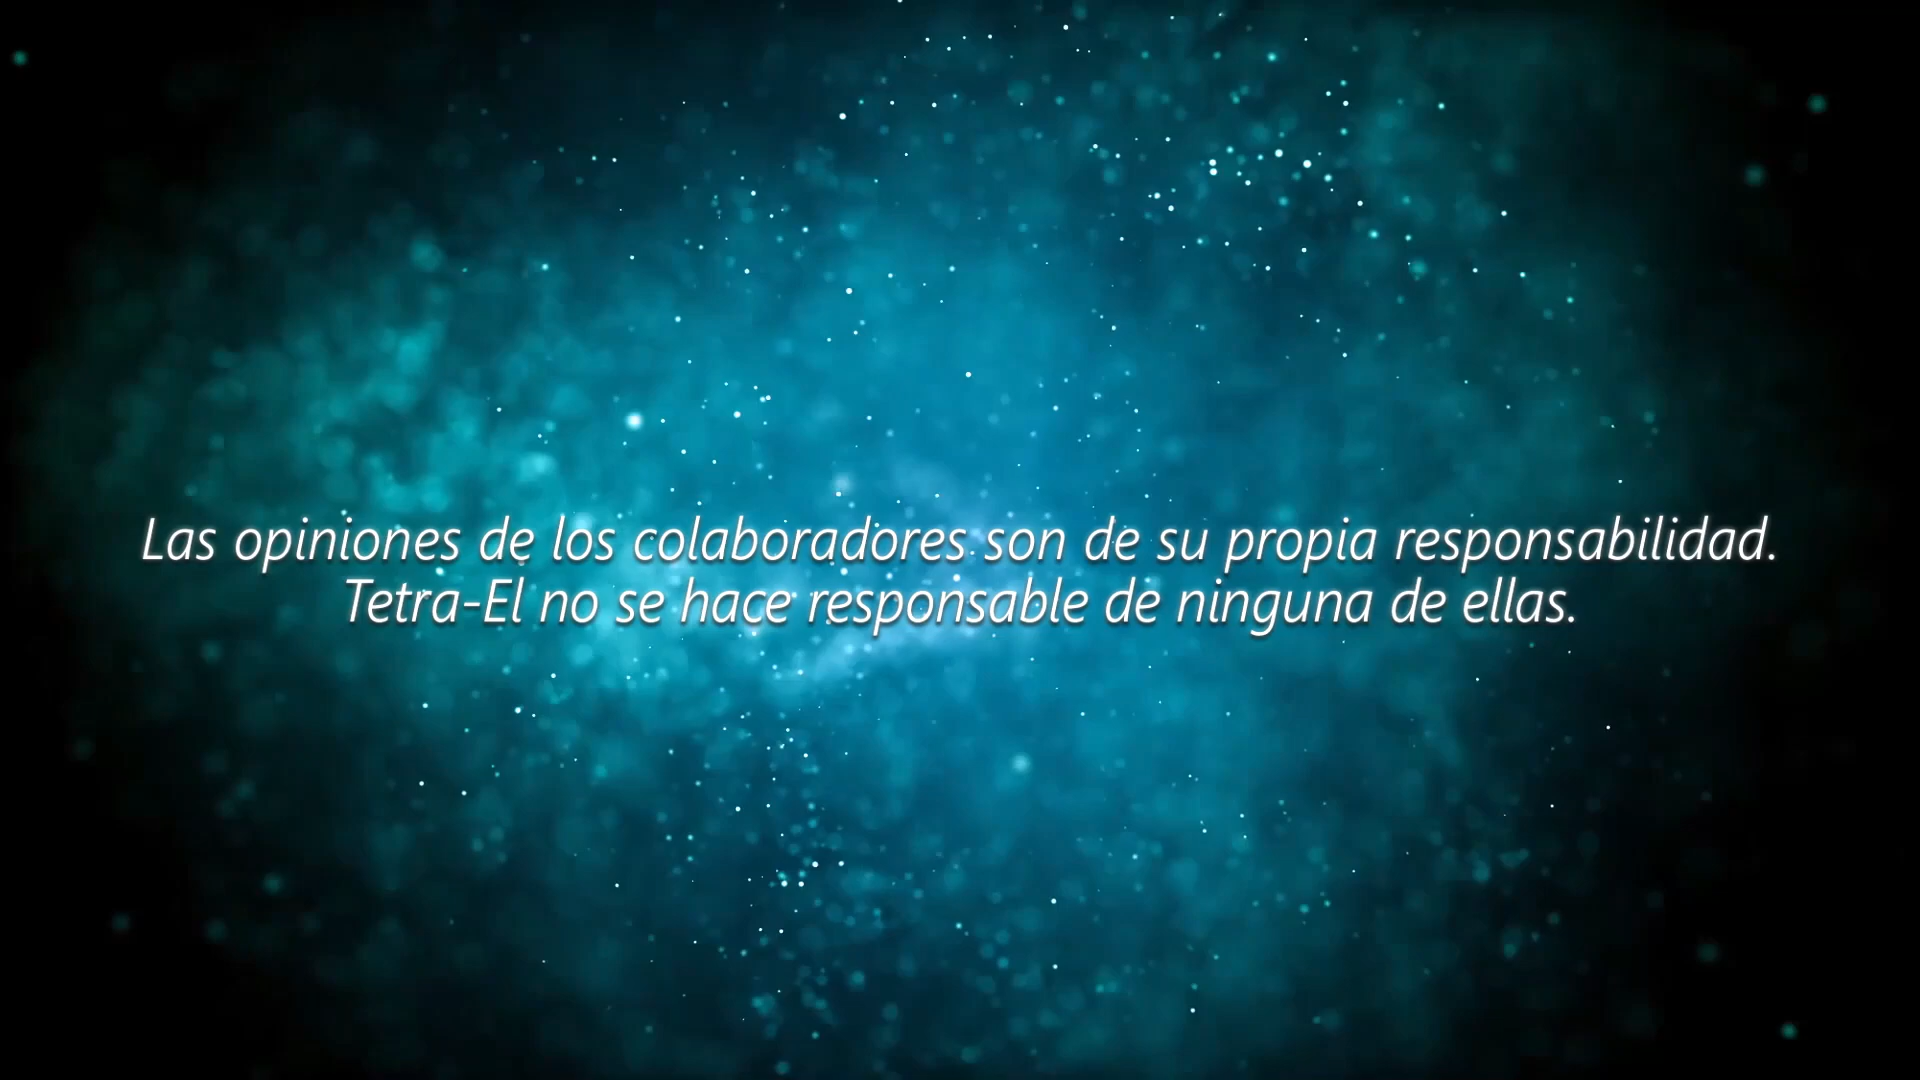 Las opiniones de los colaboradores son de su propia responsabilidad.
Tetra-El no se hace responsable de ninguna de ellas.